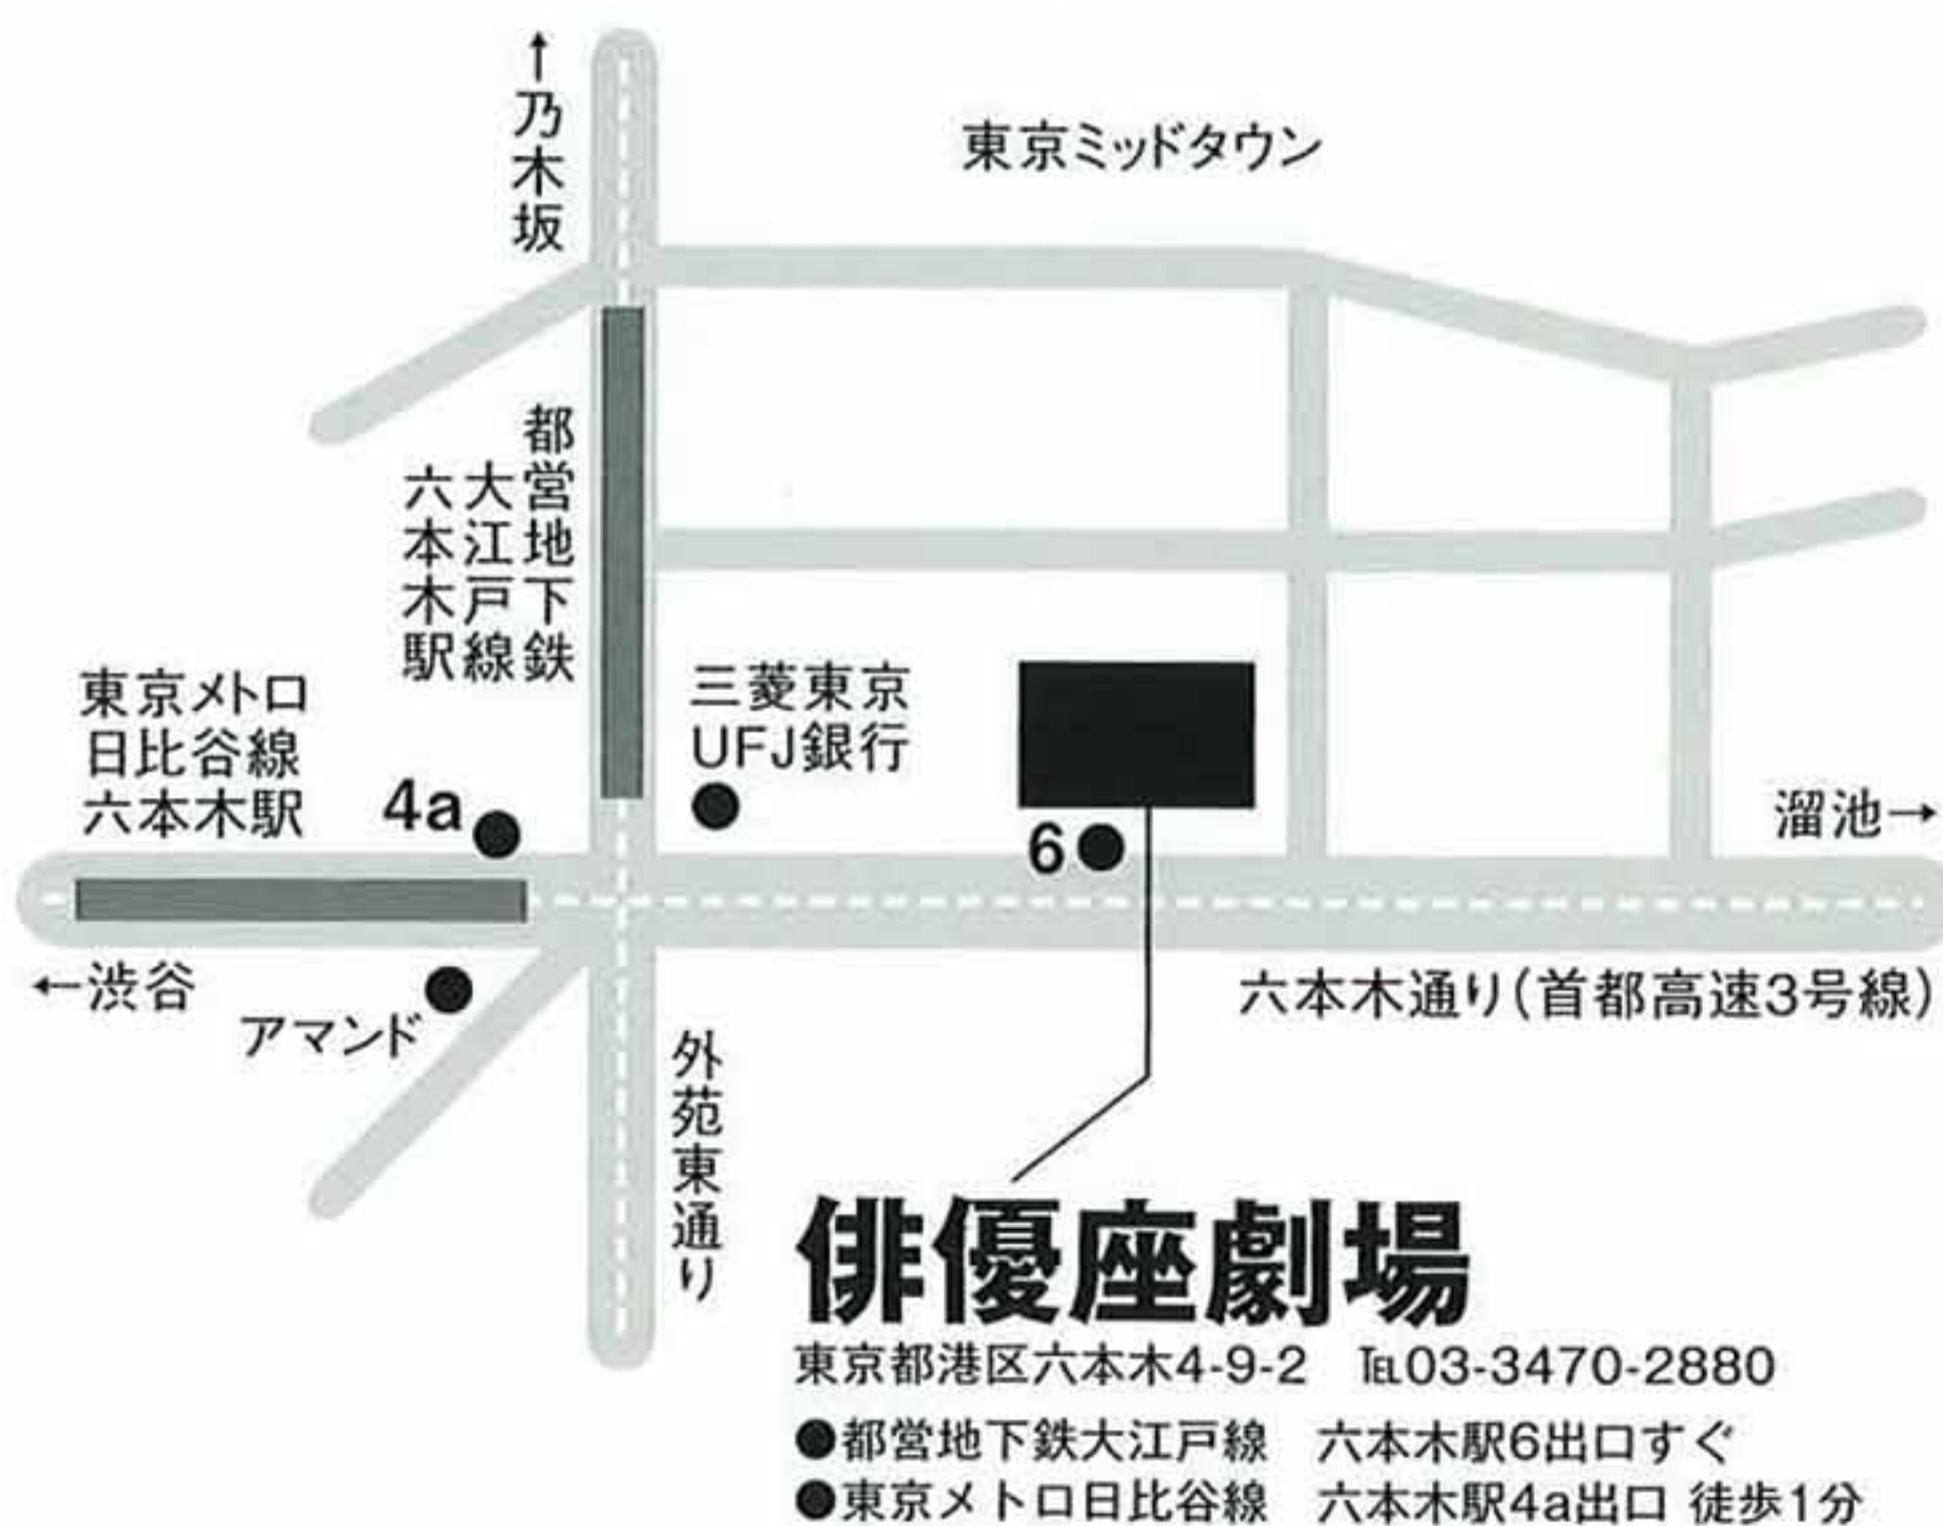 ↑乃木坂
東京ミッドタウン
都営地下鉄
大江戸線
六本木駅
東京メトロ
日比谷線
六本木駅
4a
三菱東京
UFJ銀行
6
溜池→
←渋谷
アマンド
六本木通り(首都高速3号線)
外苑東通り
俳優座劇場
東京都港区六本木4-9-2 ℡03-3470-2880
●都営地下鉄大江戸線 六本木駅6出口すぐ
●東京メトロ日比谷線 六本木駅4a出口 徒歩1分